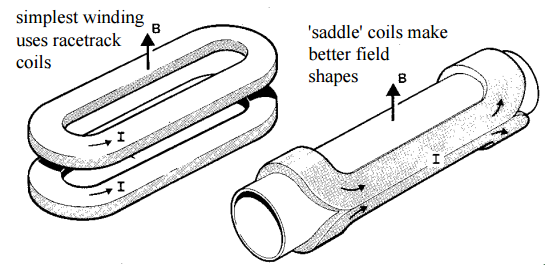 simplest winding
uses racetrack
coils
B
I
I
'saddle' coils make
better field
shapes
B
I